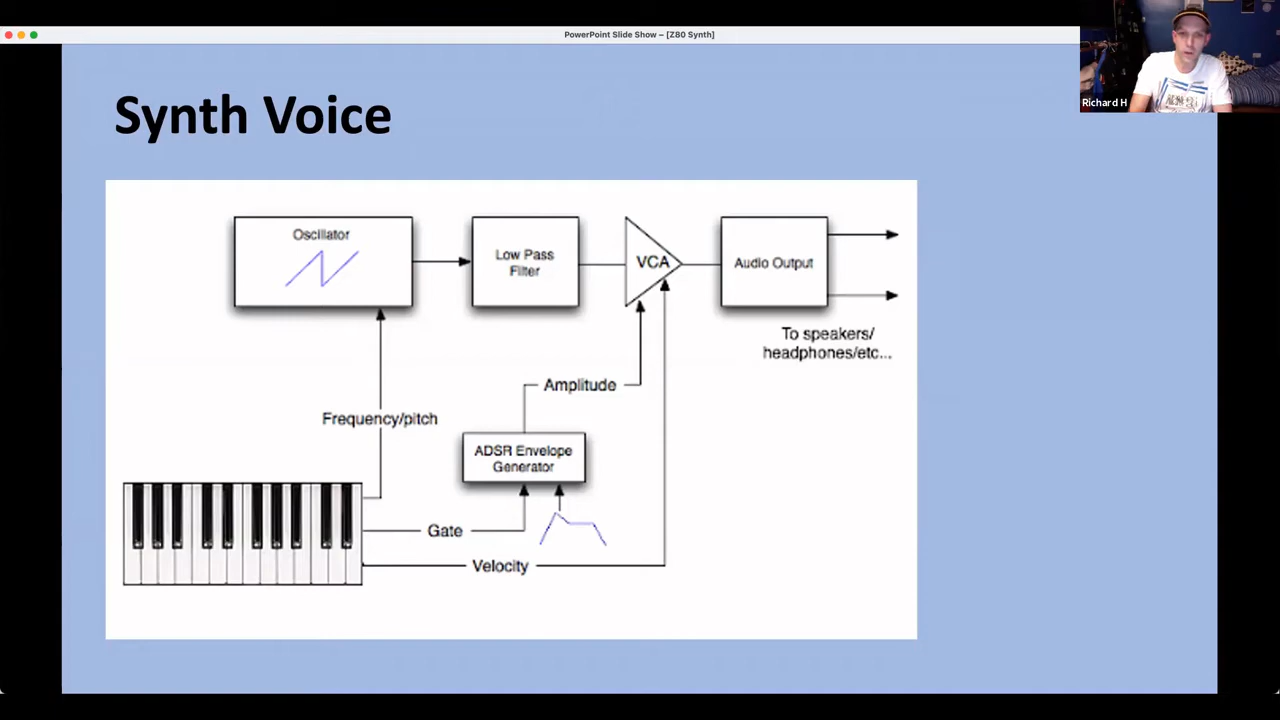 PowerPoint Slide Show – [Z80 Synth]
Richard H
Synth Voice
Oscillator
Low Pass
Filter
VCA
Audio Output
To speakers/
headphones/etc...
Amplitude
Frequency/pitch
ADSR Envelope
Generator
Gate
Velocity